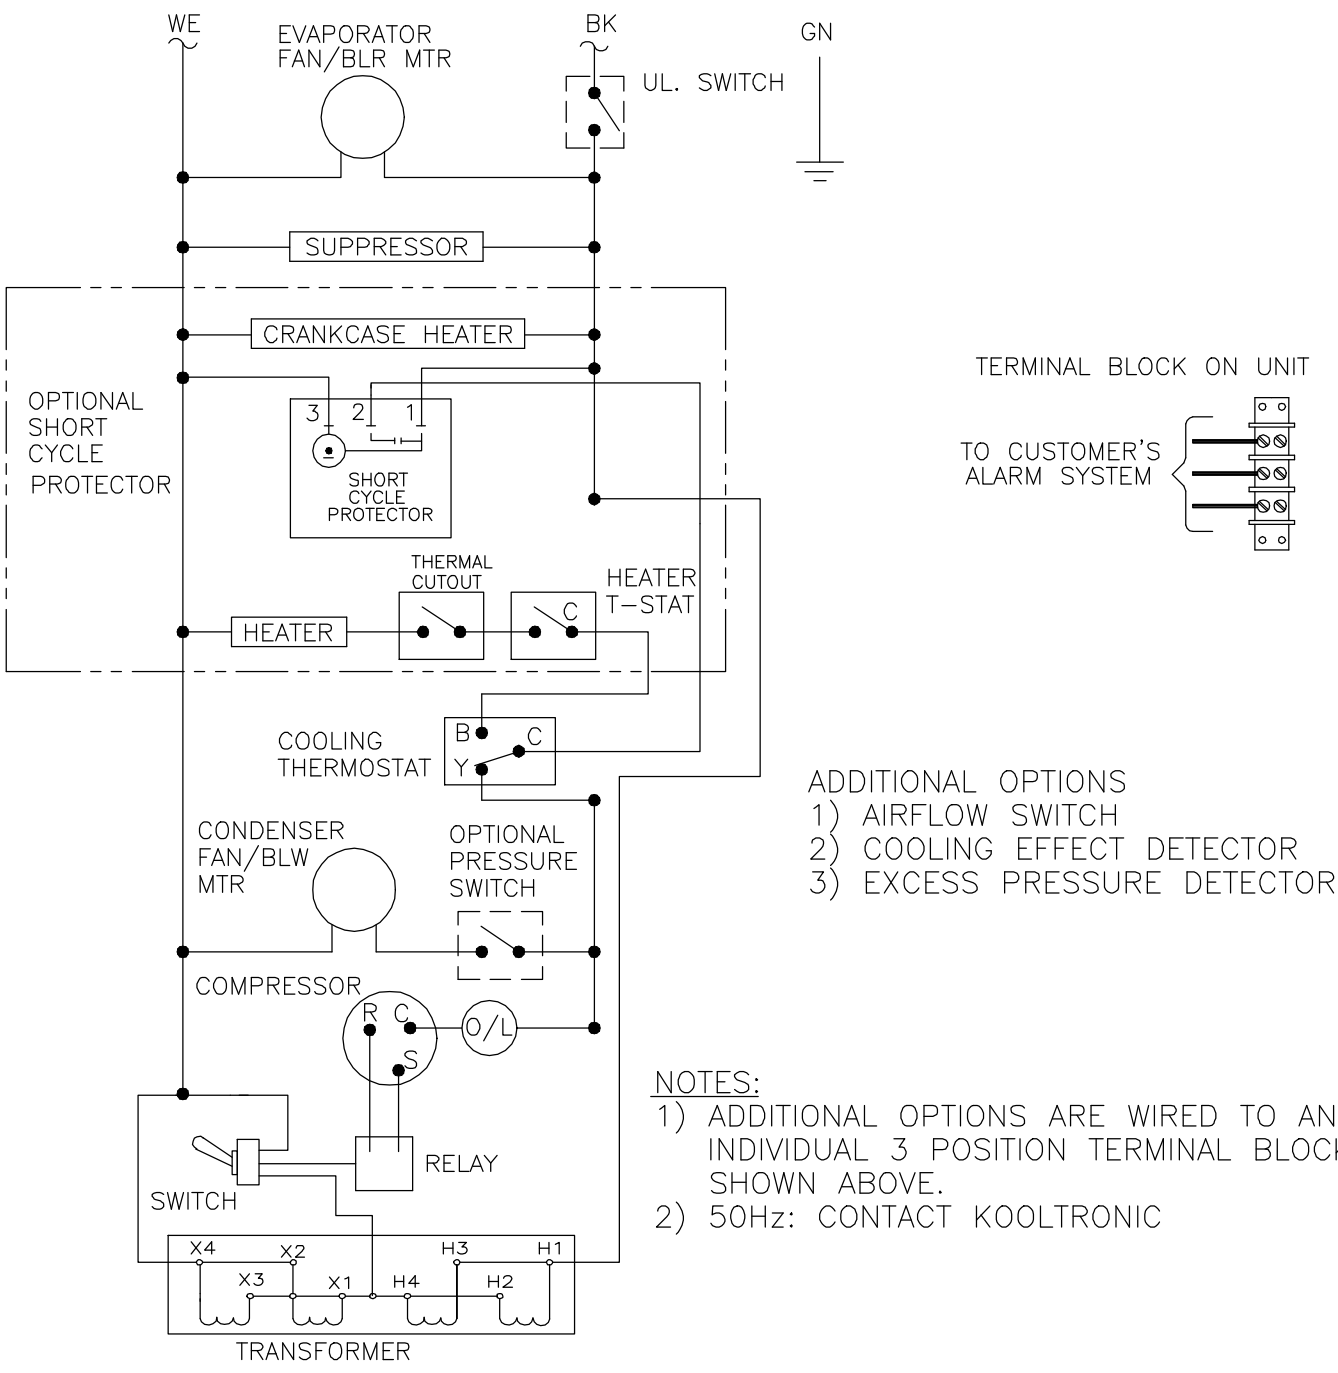 WE
EVAPORATOR
FAN/BLR MTR
BK
UL. SWITCH
GN
SUPPRESSOR
CRANKCASE HEATER
OPTIONAL
SHORT
CYCLE
PROTECTOR
3 2 1
SHORT
CYCLE
PROTECTOR
TERMINAL BLOCK ON UNIT
TO CUSTOMER'S
ALARM SYSTEM
THERMAL
CUTOUT
HEATER
T-STAT
C
HEATER
COOLING
THERMOSTAT
B
C
Y
ADDITIONAL OPTIONS
1) AIRFLOW SWITCH
2) COOLING EFFECT DETECTOR
3) EXCESS PRESSURE DETECTOR
CONDENSER
FAN/BLW
MTR
OPTIONAL
PRESSURE
SWITCH
COMPRESSOR
R C
S
O/L
RELAY
SWITCH
NOTES:
1) ADDITIONAL OPTIONS ARE WIRED TO AN
INDIVIDUAL 3 POSITION TERMINAL BLOCK
SHOWN ABOVE.
2) 50Hz: CONTACT KOOLTRONIC
X4 X2 H3 H1
X3 X1 H4 H2
TRANSFORMER